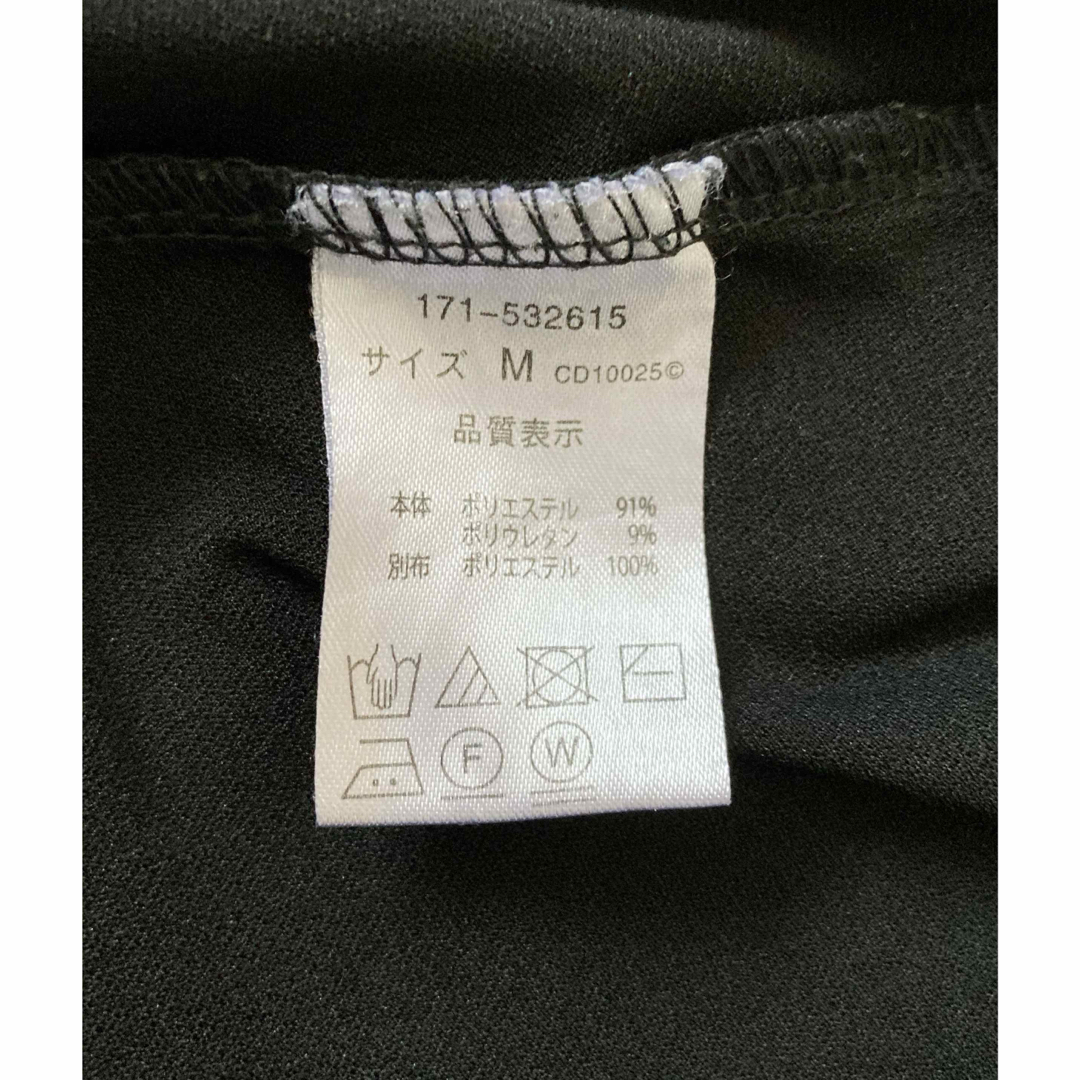 171-532615
サイズ M CD10025©
品質表示
本体 ポリエステル 91%
ポリウレタン 9%
別布 ポリエステル 100%
F W